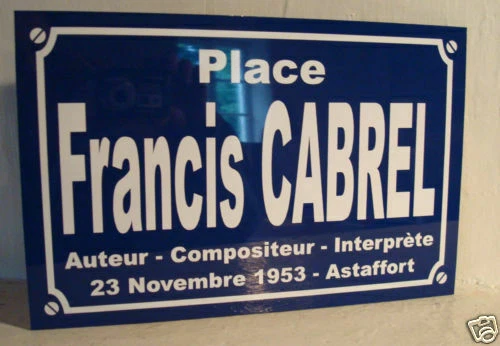 Place
Francis CABREL
Auteur - Compositeur - Interprète
23 Novembre 1953 - Astaffort